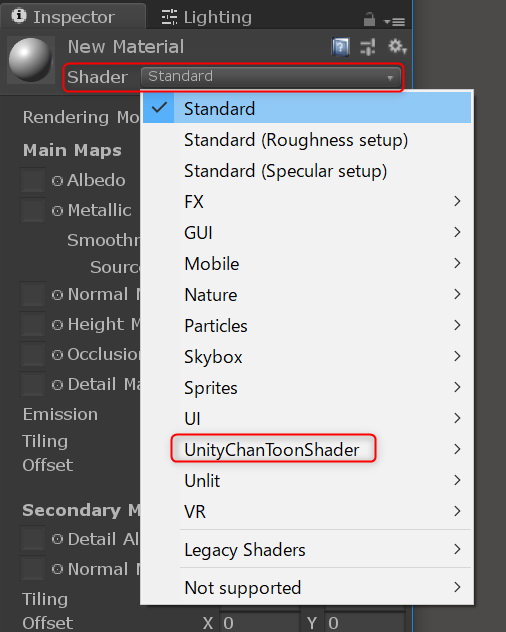 Inspector
Lighting
New Material
Shader Standard
Standard
Standard (Roughness setup)
Standard (Specular setup)
FX
GUI
Mobile
Nature
Particles
Skybox
Sprites
UI
UnityChanToonShader
Unlit
VR
Legacy Shaders
Not supported
Rendering Mo
Main Maps
Albedo
Metallic
Smoothn
Source
Normal M
Height M
Occlusion
Detail Ma
Emission
Tiling
Offset
Secondary M
Detail Al
Normal M
Tiling
Offset X 0 Y 0